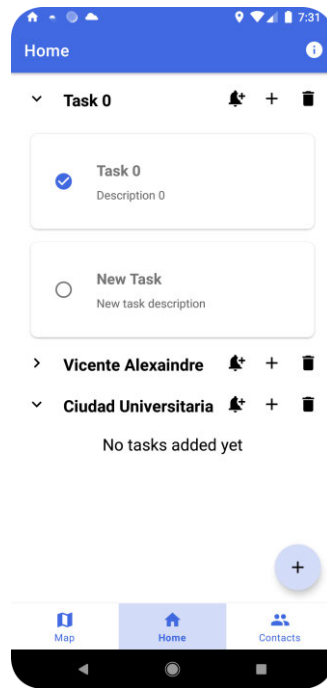 7:31
Home
Task 0
Task 0
Description 0
New Task
New task description
Vicente Alexaindre
Ciudad Universitaria
No tasks added yet
Map
Home
Contacts